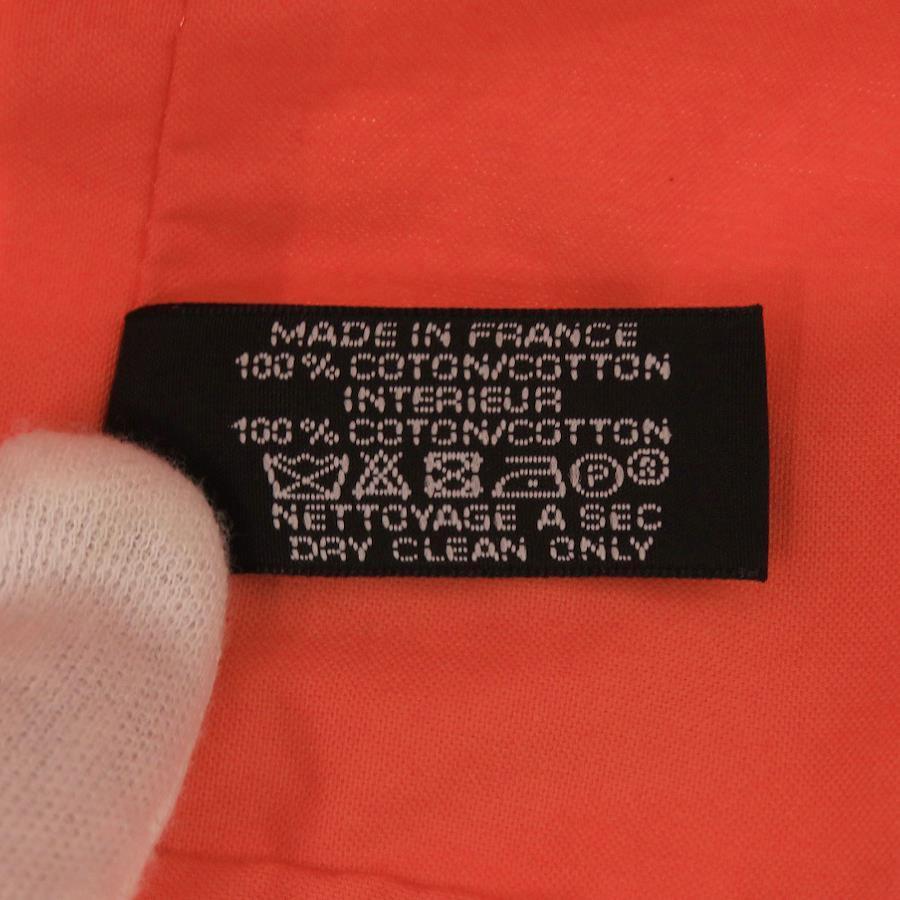 MADE IN FRANCE
100% COTON/COTTON
INTERIEUR
100% COTON/COTTON
P ®
NETTOYAGE A SEC
DRY CLEAN ONLY